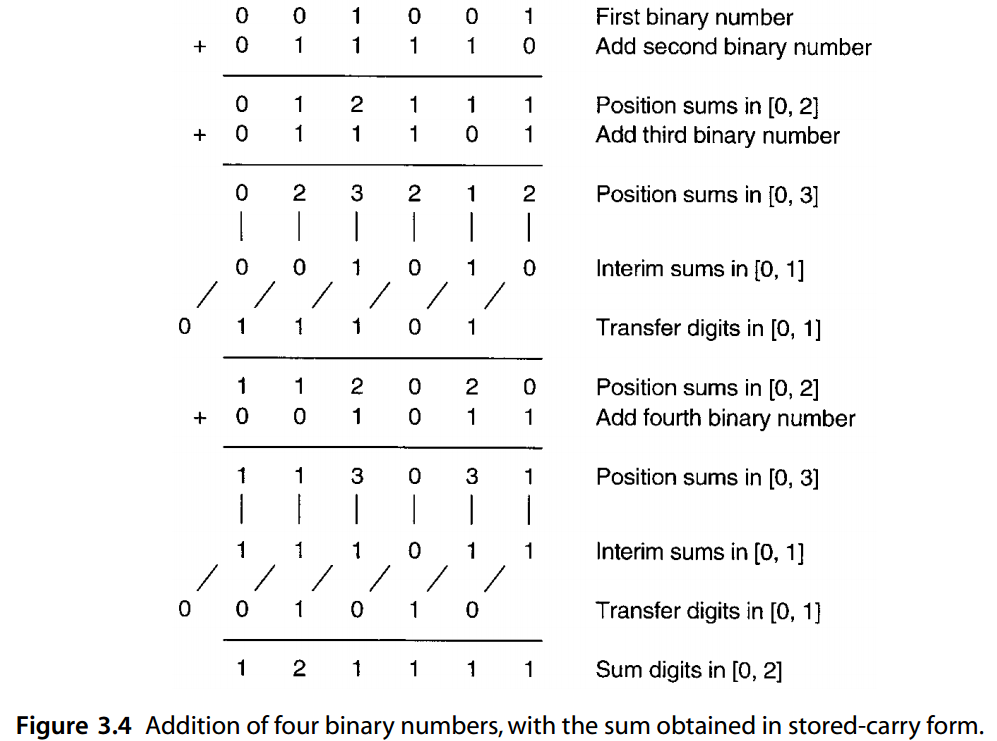 0 0 1 0 0 1 First binary number
+ 0 1 1 1 1 0 Add second binary number
0 1 2 1 1 1 Position sums in [0, 2]
+ 0 1 1 1 0 1 Add third binary number
0 2 3 2 1 2 Position sums in [0, 3]
0 0 1 0 1 0 Interim sums in [0, 1]
0 1 1 1 0 1 Transfer digits in [0, 1]
1 1 2 0 2 0 Position sums in [0, 2]
+ 0 0 1 0 1 1 Add fourth binary number
1 1 3 0 3 1 Position sums in [0, 3]
1 1 1 0 1 1 Interim sums in [0, 1]
0 0 1 0 1 0 Transfer digits in [0, 1]
1 2 1 1 1 1 Sum digits in [0, 2]
Figure 3.4 Addition of four binary numbers, with the sum obtained in stored-carry form.